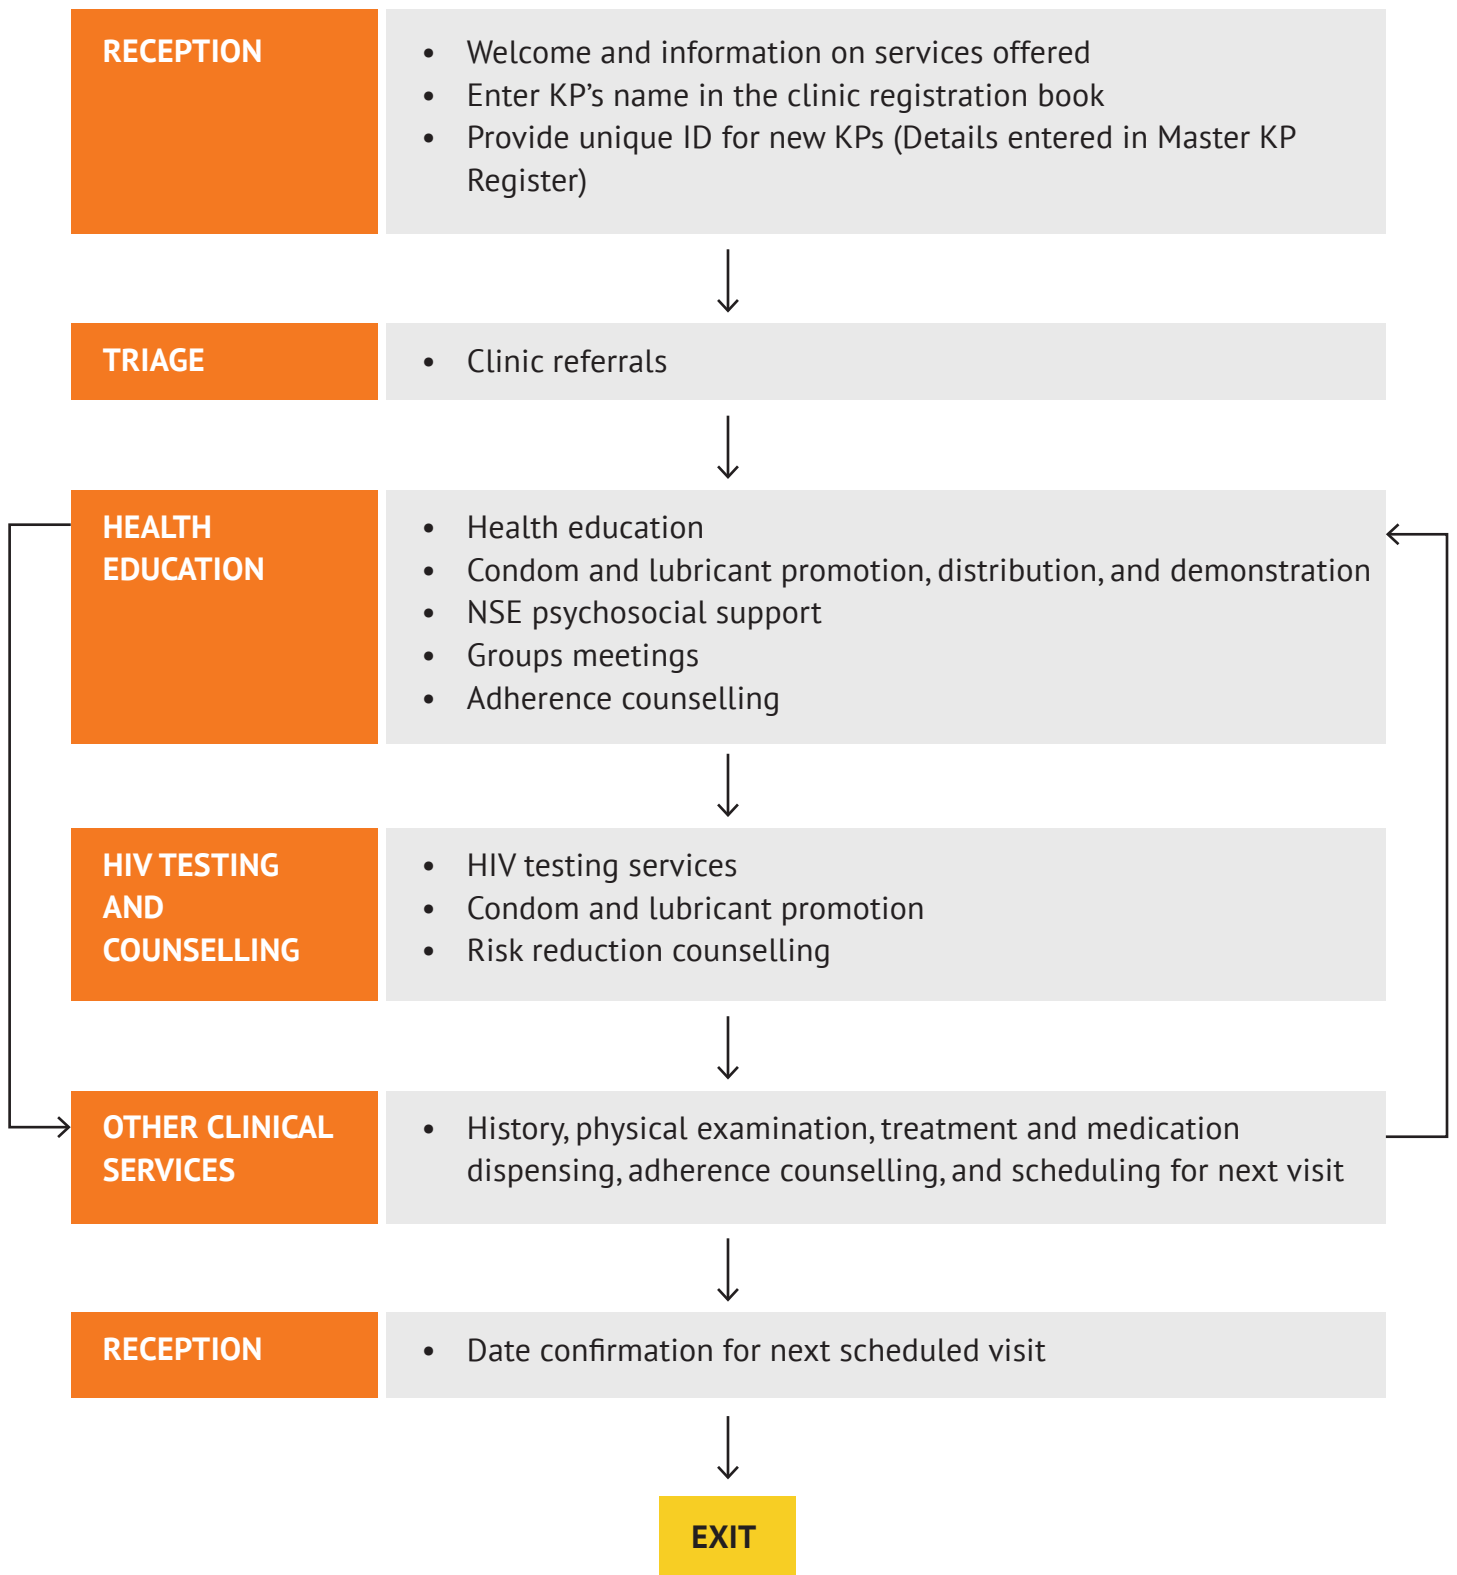 RECEPTION
• Welcome and information on services offered
• Enter KP’s name in the clinic registration book
• Provide unique ID for new KPs (Details entered in Master KP
Register)
TRIAGE
• Clinic referrals
HEALTH
EDUCATION
• Health education
• Condom and lubricant promotion, distribution, and demonstration
• NSE psychosocial support
• Groups meetings
• Adherence counselling
HIV TESTING
AND
COUNSELLING
• HIV testing services
• Condom and lubricant promotion
• Risk reduction counselling
OTHER CLINICAL
SERVICES
• History, physical examination, treatment and medication
dispensing, adherence counselling, and scheduling for next visit
RECEPTION
• Date confirmation for next scheduled visit
EXIT